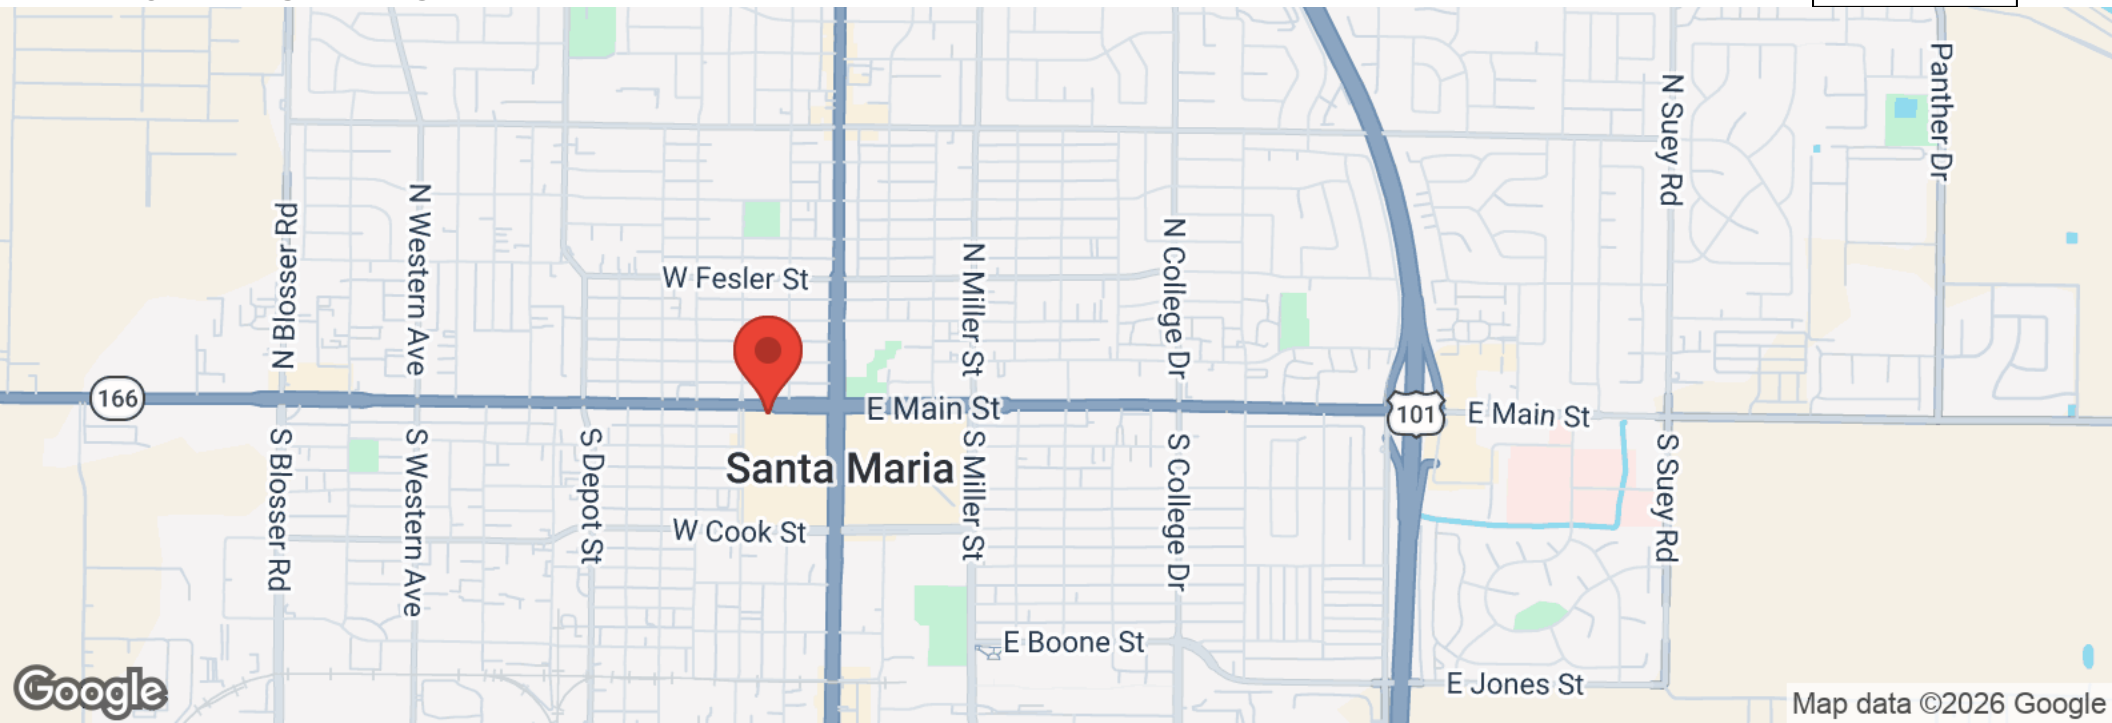 Panther Dr
N Suey Rd
N Western Ave
N Blosser Rd
N College Dr
N Miller St
W Fesler St
166
E Main St
101
E Main St
S Blosser Rd
S Western Ave
S Depot St
Santa Maria
S Miller St
S College Dr
S Suey Rd
W Cook St
E Boone St
E Jones St
Google
Map data ©2026 Google